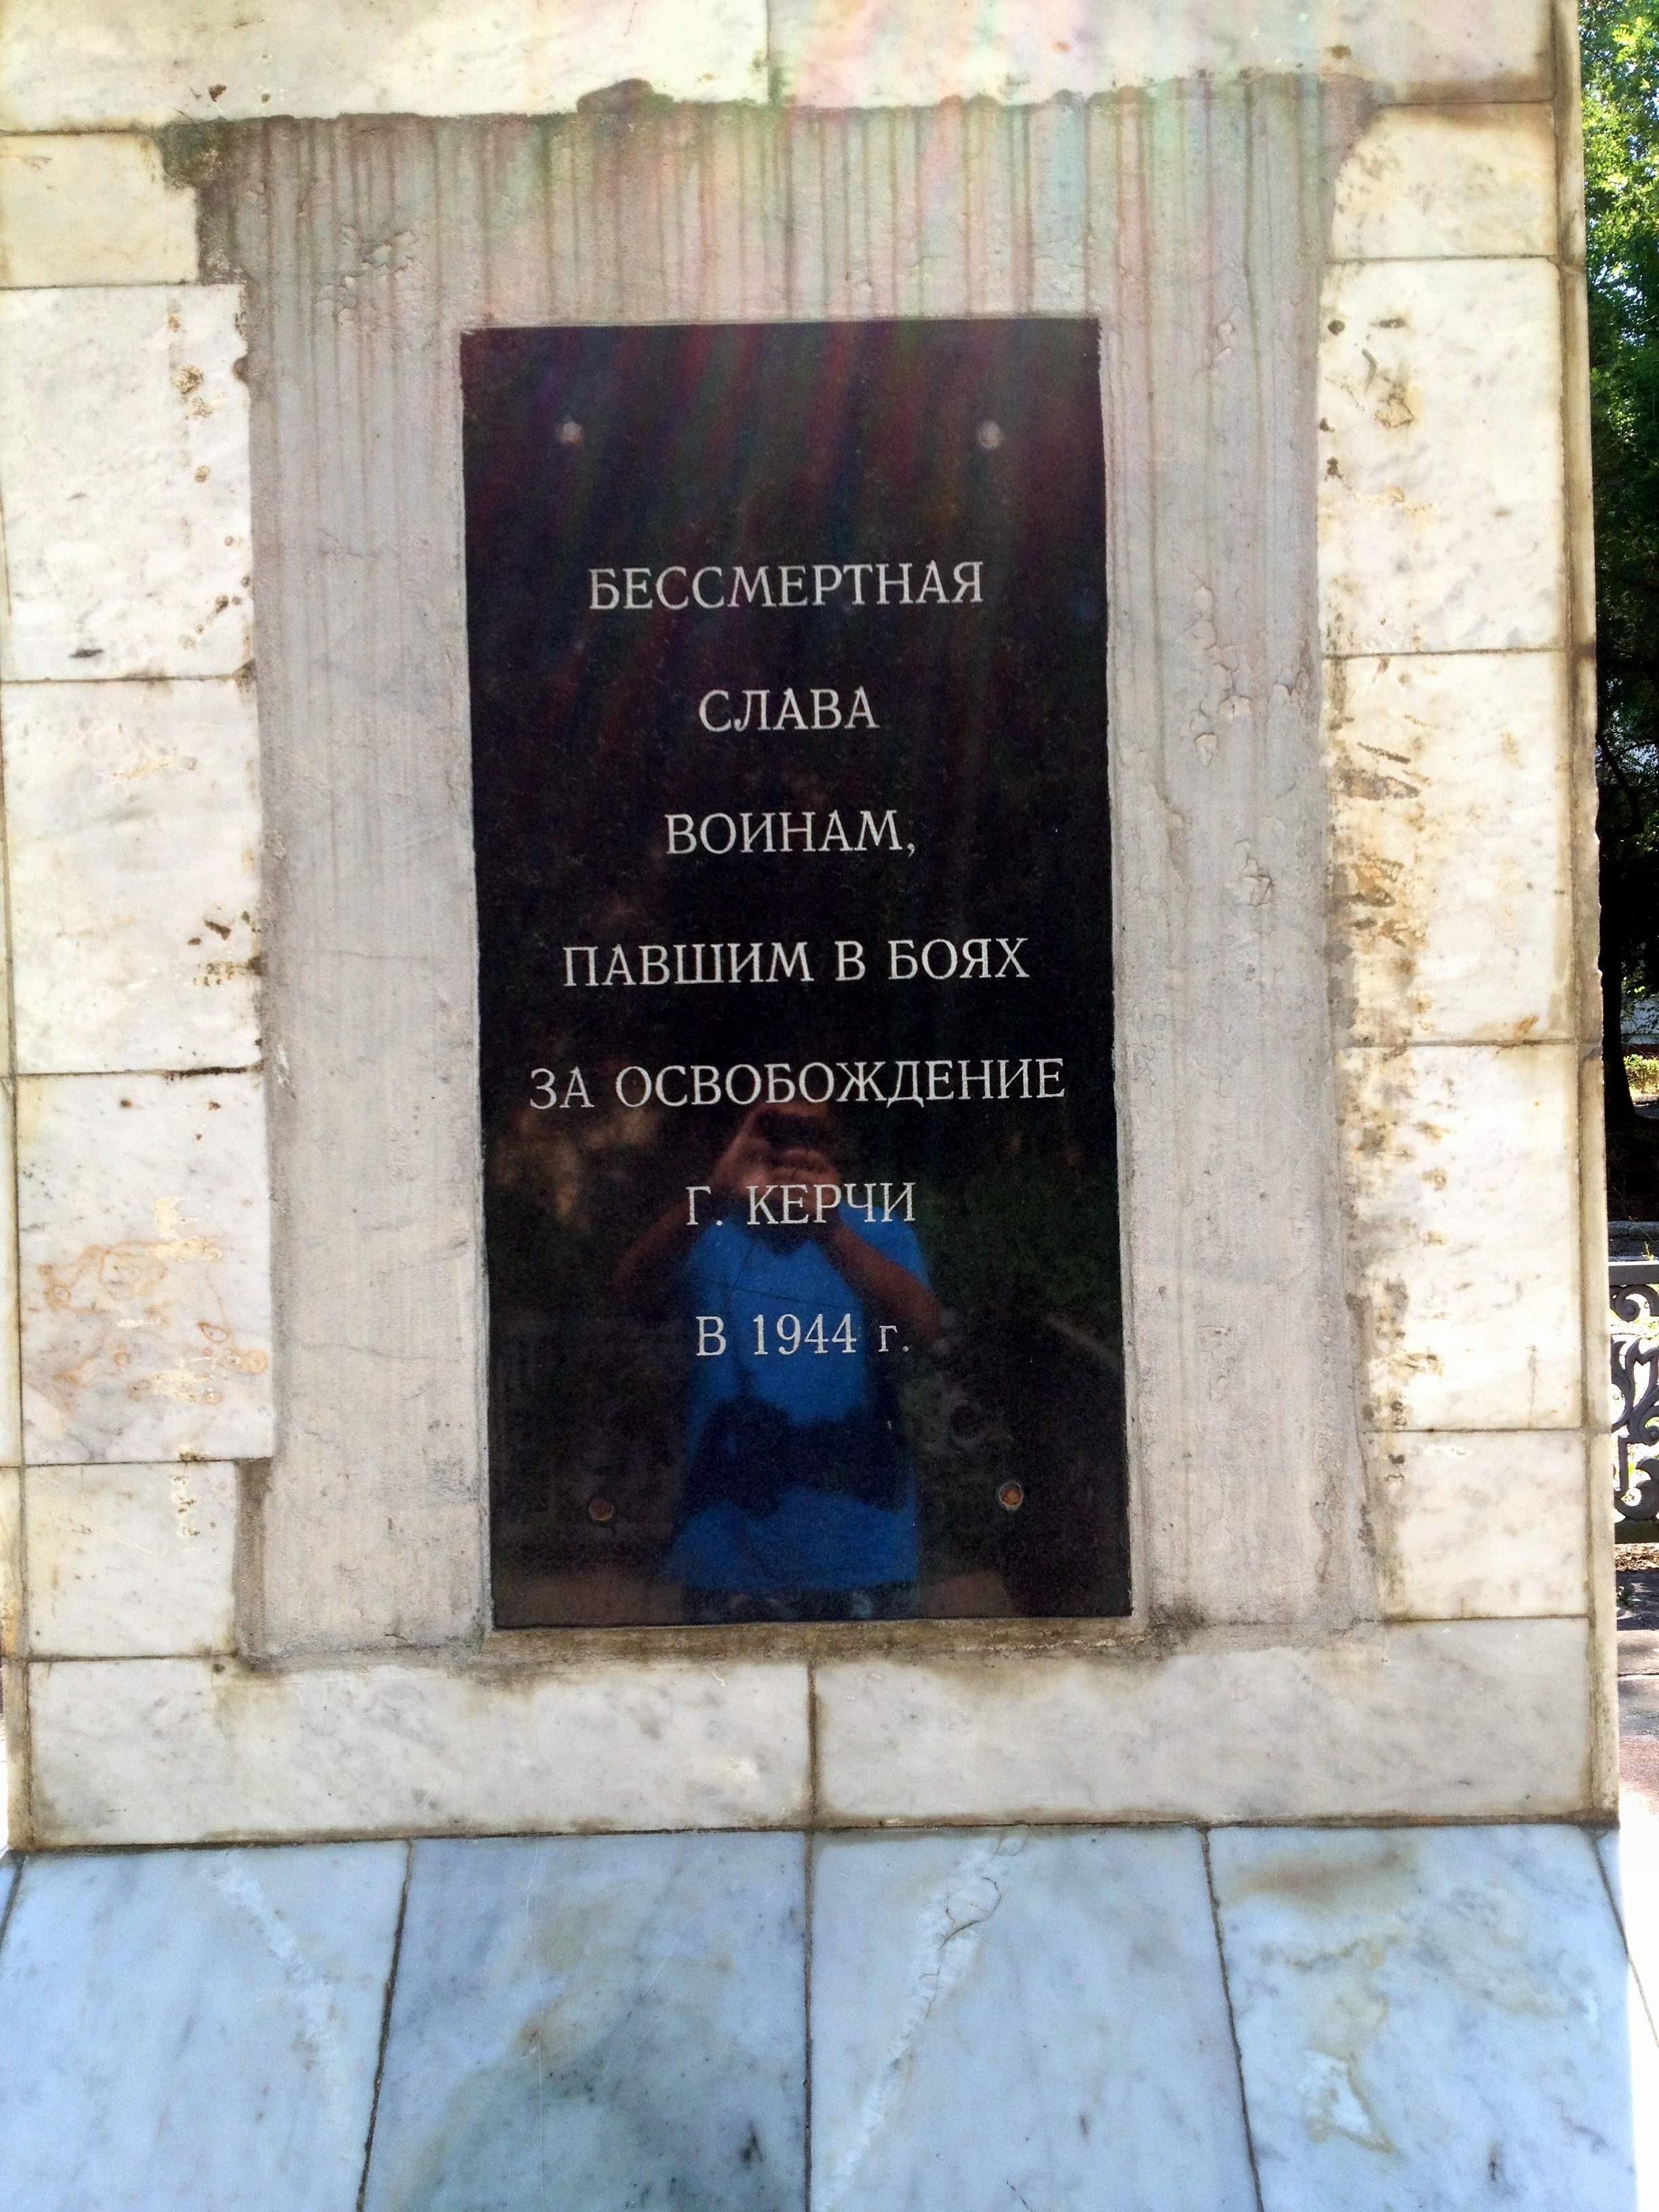 БЕССМЕРТНАЯ
СЛАВА
ВОИНАМ,
ПАВШИМ В БОЯХ
ЗА ОСВОБОЖДЕНИЕ
Г. КЕРЧИ
В 1944 г.